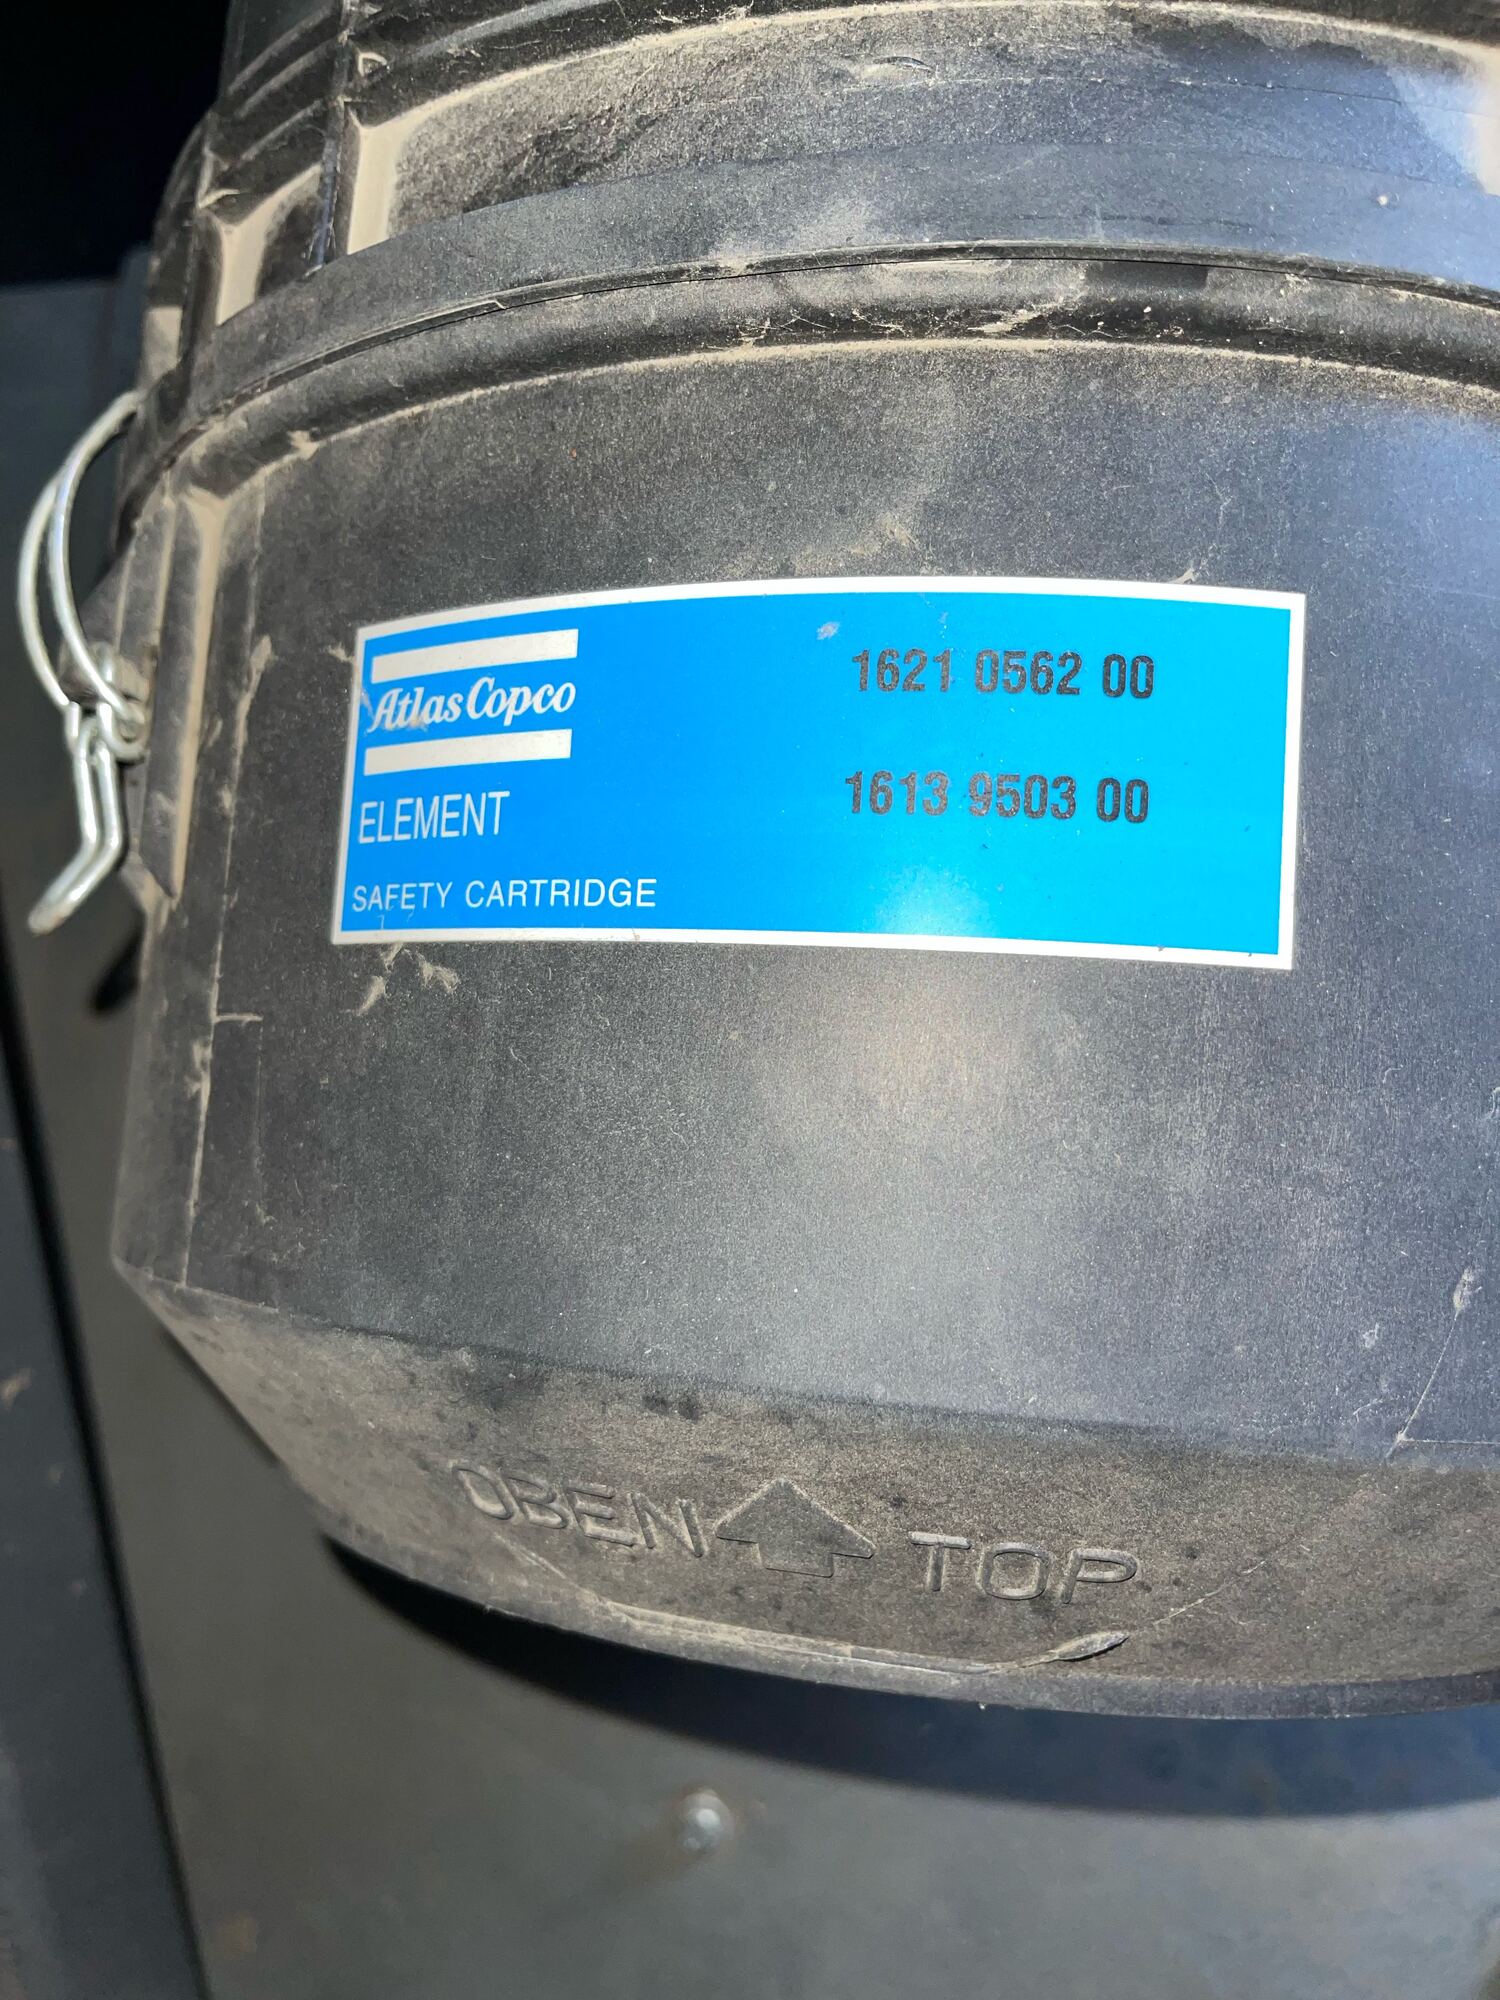 Atlas Copco
1621 0562 00
ELEMENT
1613 9503 00
SAFETY CARTRIDGE
OBEN TOP